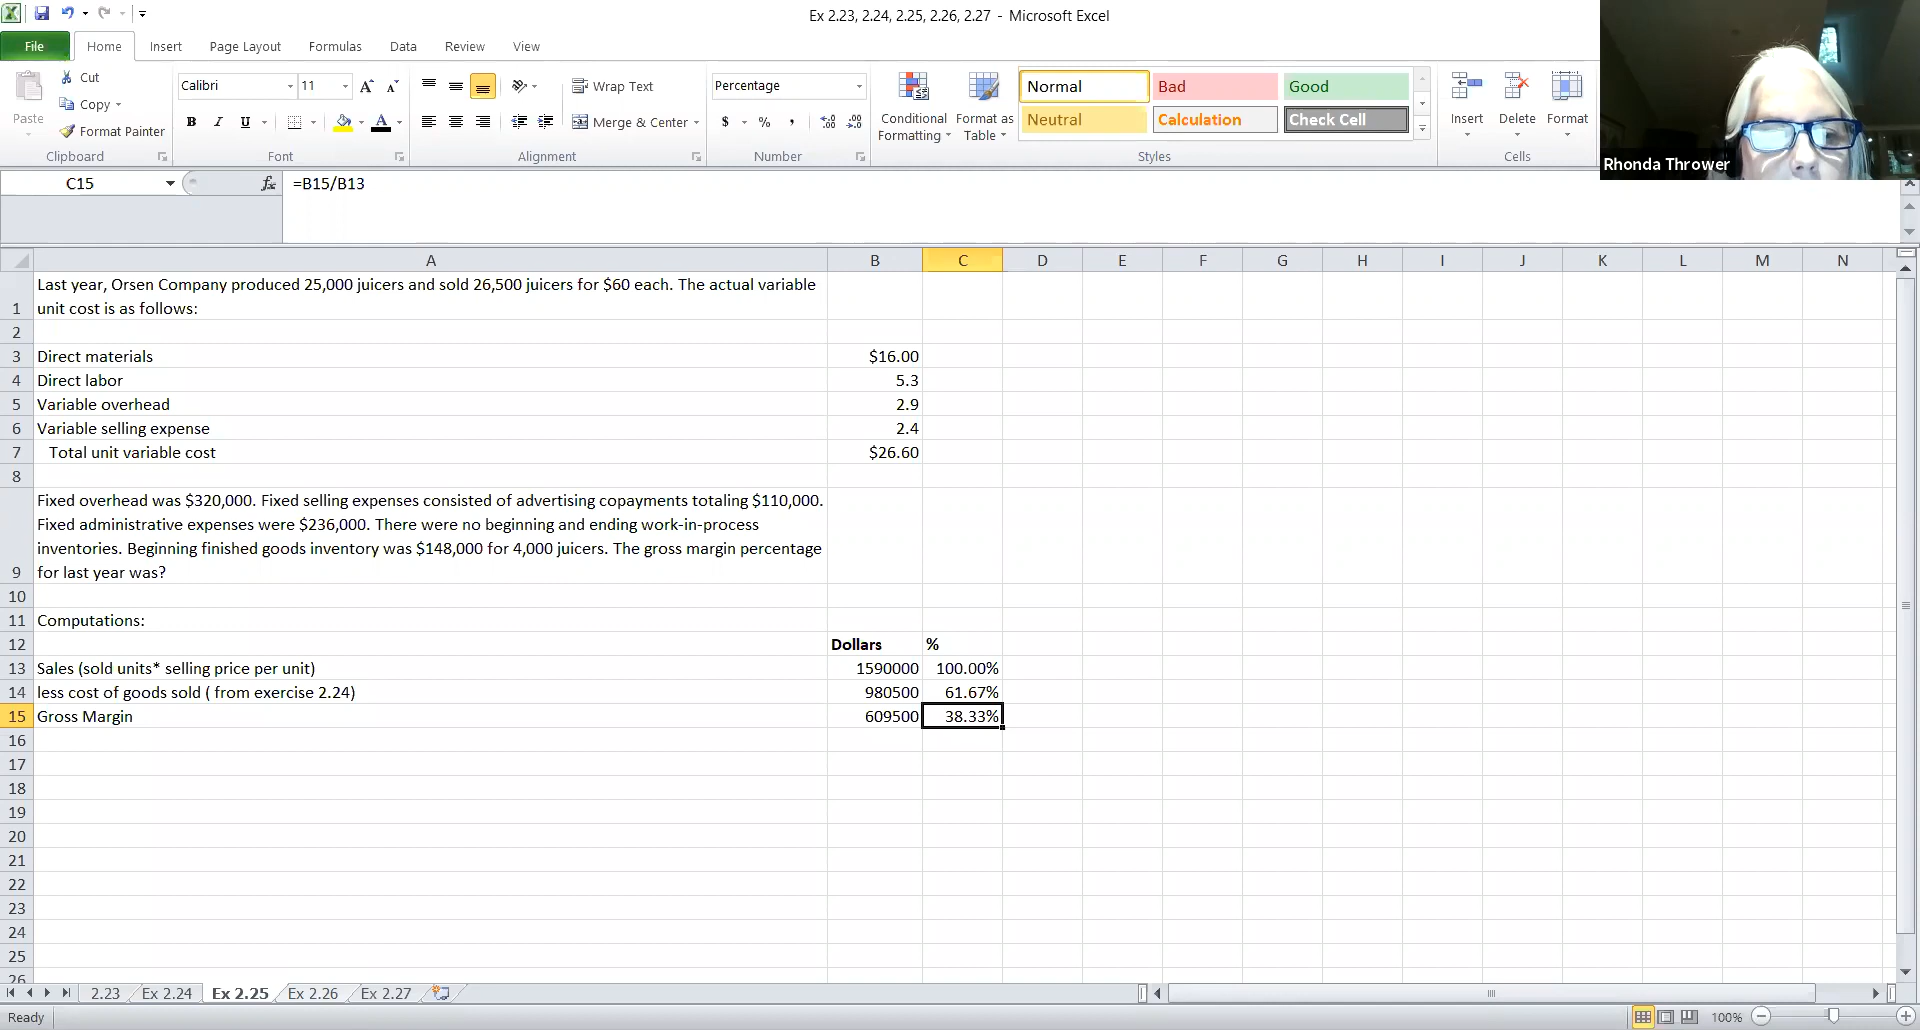 Ex 2.23, 2.24, 2.25, 2.26, 2.27 - Microsoft Excel
File Home Insert Page Layout Formulas Data Review View
Paste
Cut
Copy
Format Painter
Clipboard
Calibri 11
B I U
Font
Wrap Text
Merge & Center
Alignment
Percentage
$ % ,
Number
Conditional Formatting
Format as Table
Normal Bad Good
Neutral Calculation Check Cell
Styles
Insert Delete Format
Cells
Rhonda Thrower
C15 fx =B15/B13
A B C D E F G H I J K L M N
1 Last year, Orsen Company produced 25,000 juicers and sold 26,500 juicers for $60 each. The actual variable
unit cost is as follows:
2
3 Direct materials $16.00
4 Direct labor 5.3
5 Variable overhead 2.9
6 Variable selling expense 2.4
7 Total unit variable cost $26.60
8
Fixed overhead was $320,000. Fixed selling expenses consisted of advertising copayments totaling $110,000.
Fixed administrative expenses were $236,000. There were no beginning and ending work-in-process
inventories. Beginning finished goods inventory was $148,000 for 4,000 juicers. The gross margin percentage
9 for last year was?
10
11 Computations:
12 Dollars %
13 Sales (sold units* selling price per unit) 1590000 100.00%
14 less cost of goods sold ( from exercise 2.24) 980500 61.67%
15 Gross Margin 609500 38.33%
16
17
18
19
20
21
22
23
24
25
26
2.23 Ex 2.24 Ex 2.25 Ex 2.26 Ex 2.27
Ready 100%